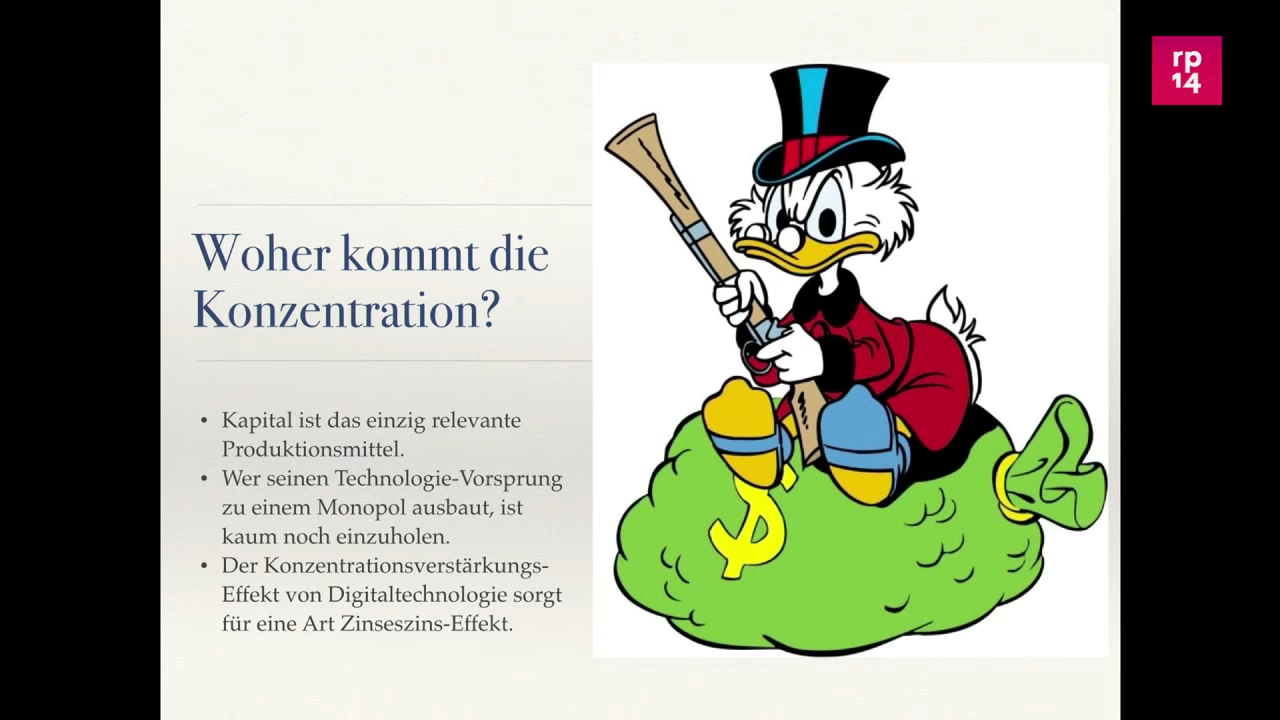 Woher kommt die
Konzentration?
• Kapital ist das einzig relevante
Produktionsmittel.
• Wer seinen Technologie-Vorsprung
zu einem Monopol ausbaut, ist
kaum noch einzuholen.
• Der Konzentrationsverstärkungs-
Effekt von Digitaltechnologie sorgt
für eine Art Zinseszins-Effekt.
$
rp
14